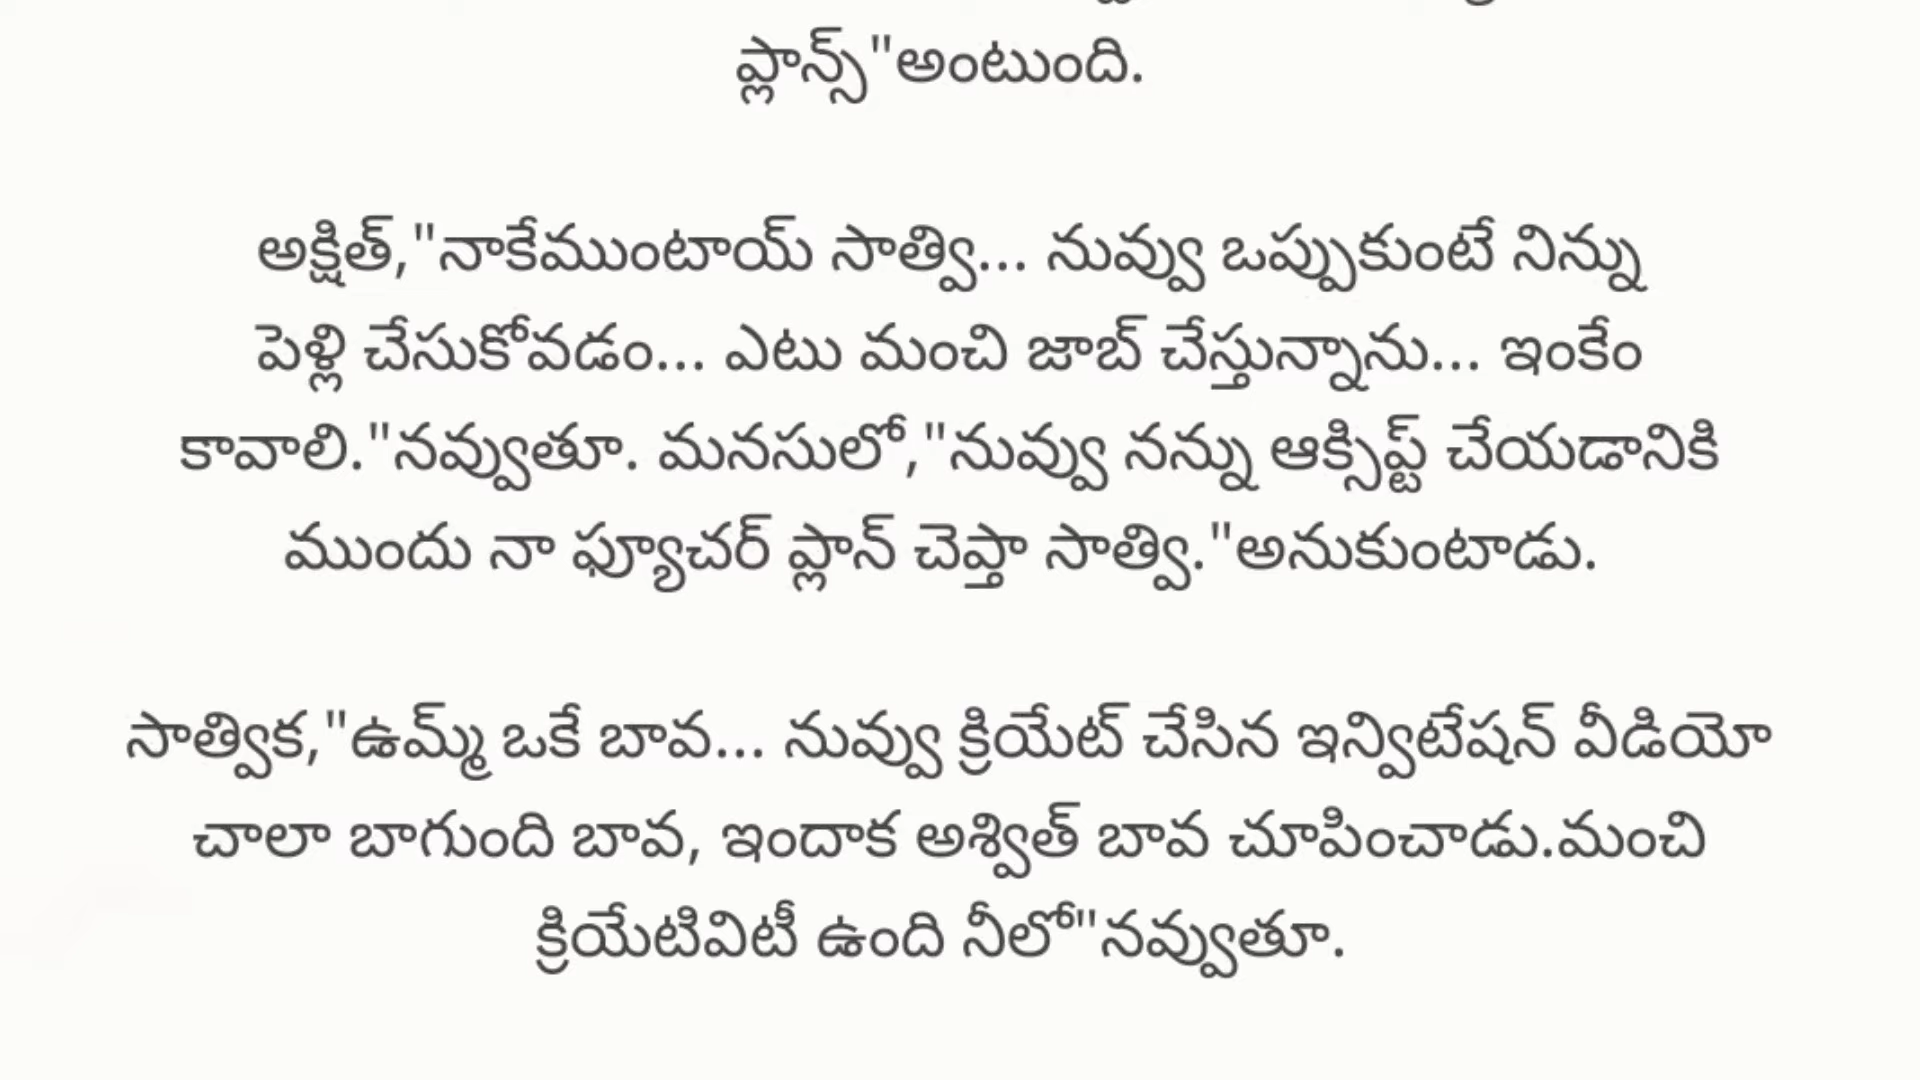 ప్లాన్స్"అంటుంది.
అక్షిత్,"నాకేముంటాయ్ సాత్వి... నువ్వు ఒప్పుకుంటే నిన్ను
పెళ్లి చేసుకోవడం... ఎటు మంచి జాబ్ చేస్తున్నాను... ఇంకేం
కావాలి."నవ్వుతూ. మనసులో,"నువ్వు నన్ను ఆక్సిప్ట్ చేయడానికి
ముందు నా ఫ్యూచర్ ప్లాన్ చెప్తా సాత్వి."అనుకుంటాడు.
సాత్విక,"ఉమ్మ్ ఒకే బావ... నువ్వు క్రియేట్ చేసిన ఇన్విటేషన్ వీడియో
చాలా బాగుంది బావ, ఇందాక అశ్విత్ బావ చూపించాడు.మంచి
క్రియేటివిటీ ఉంది నీలో"నవ్వుతూ.